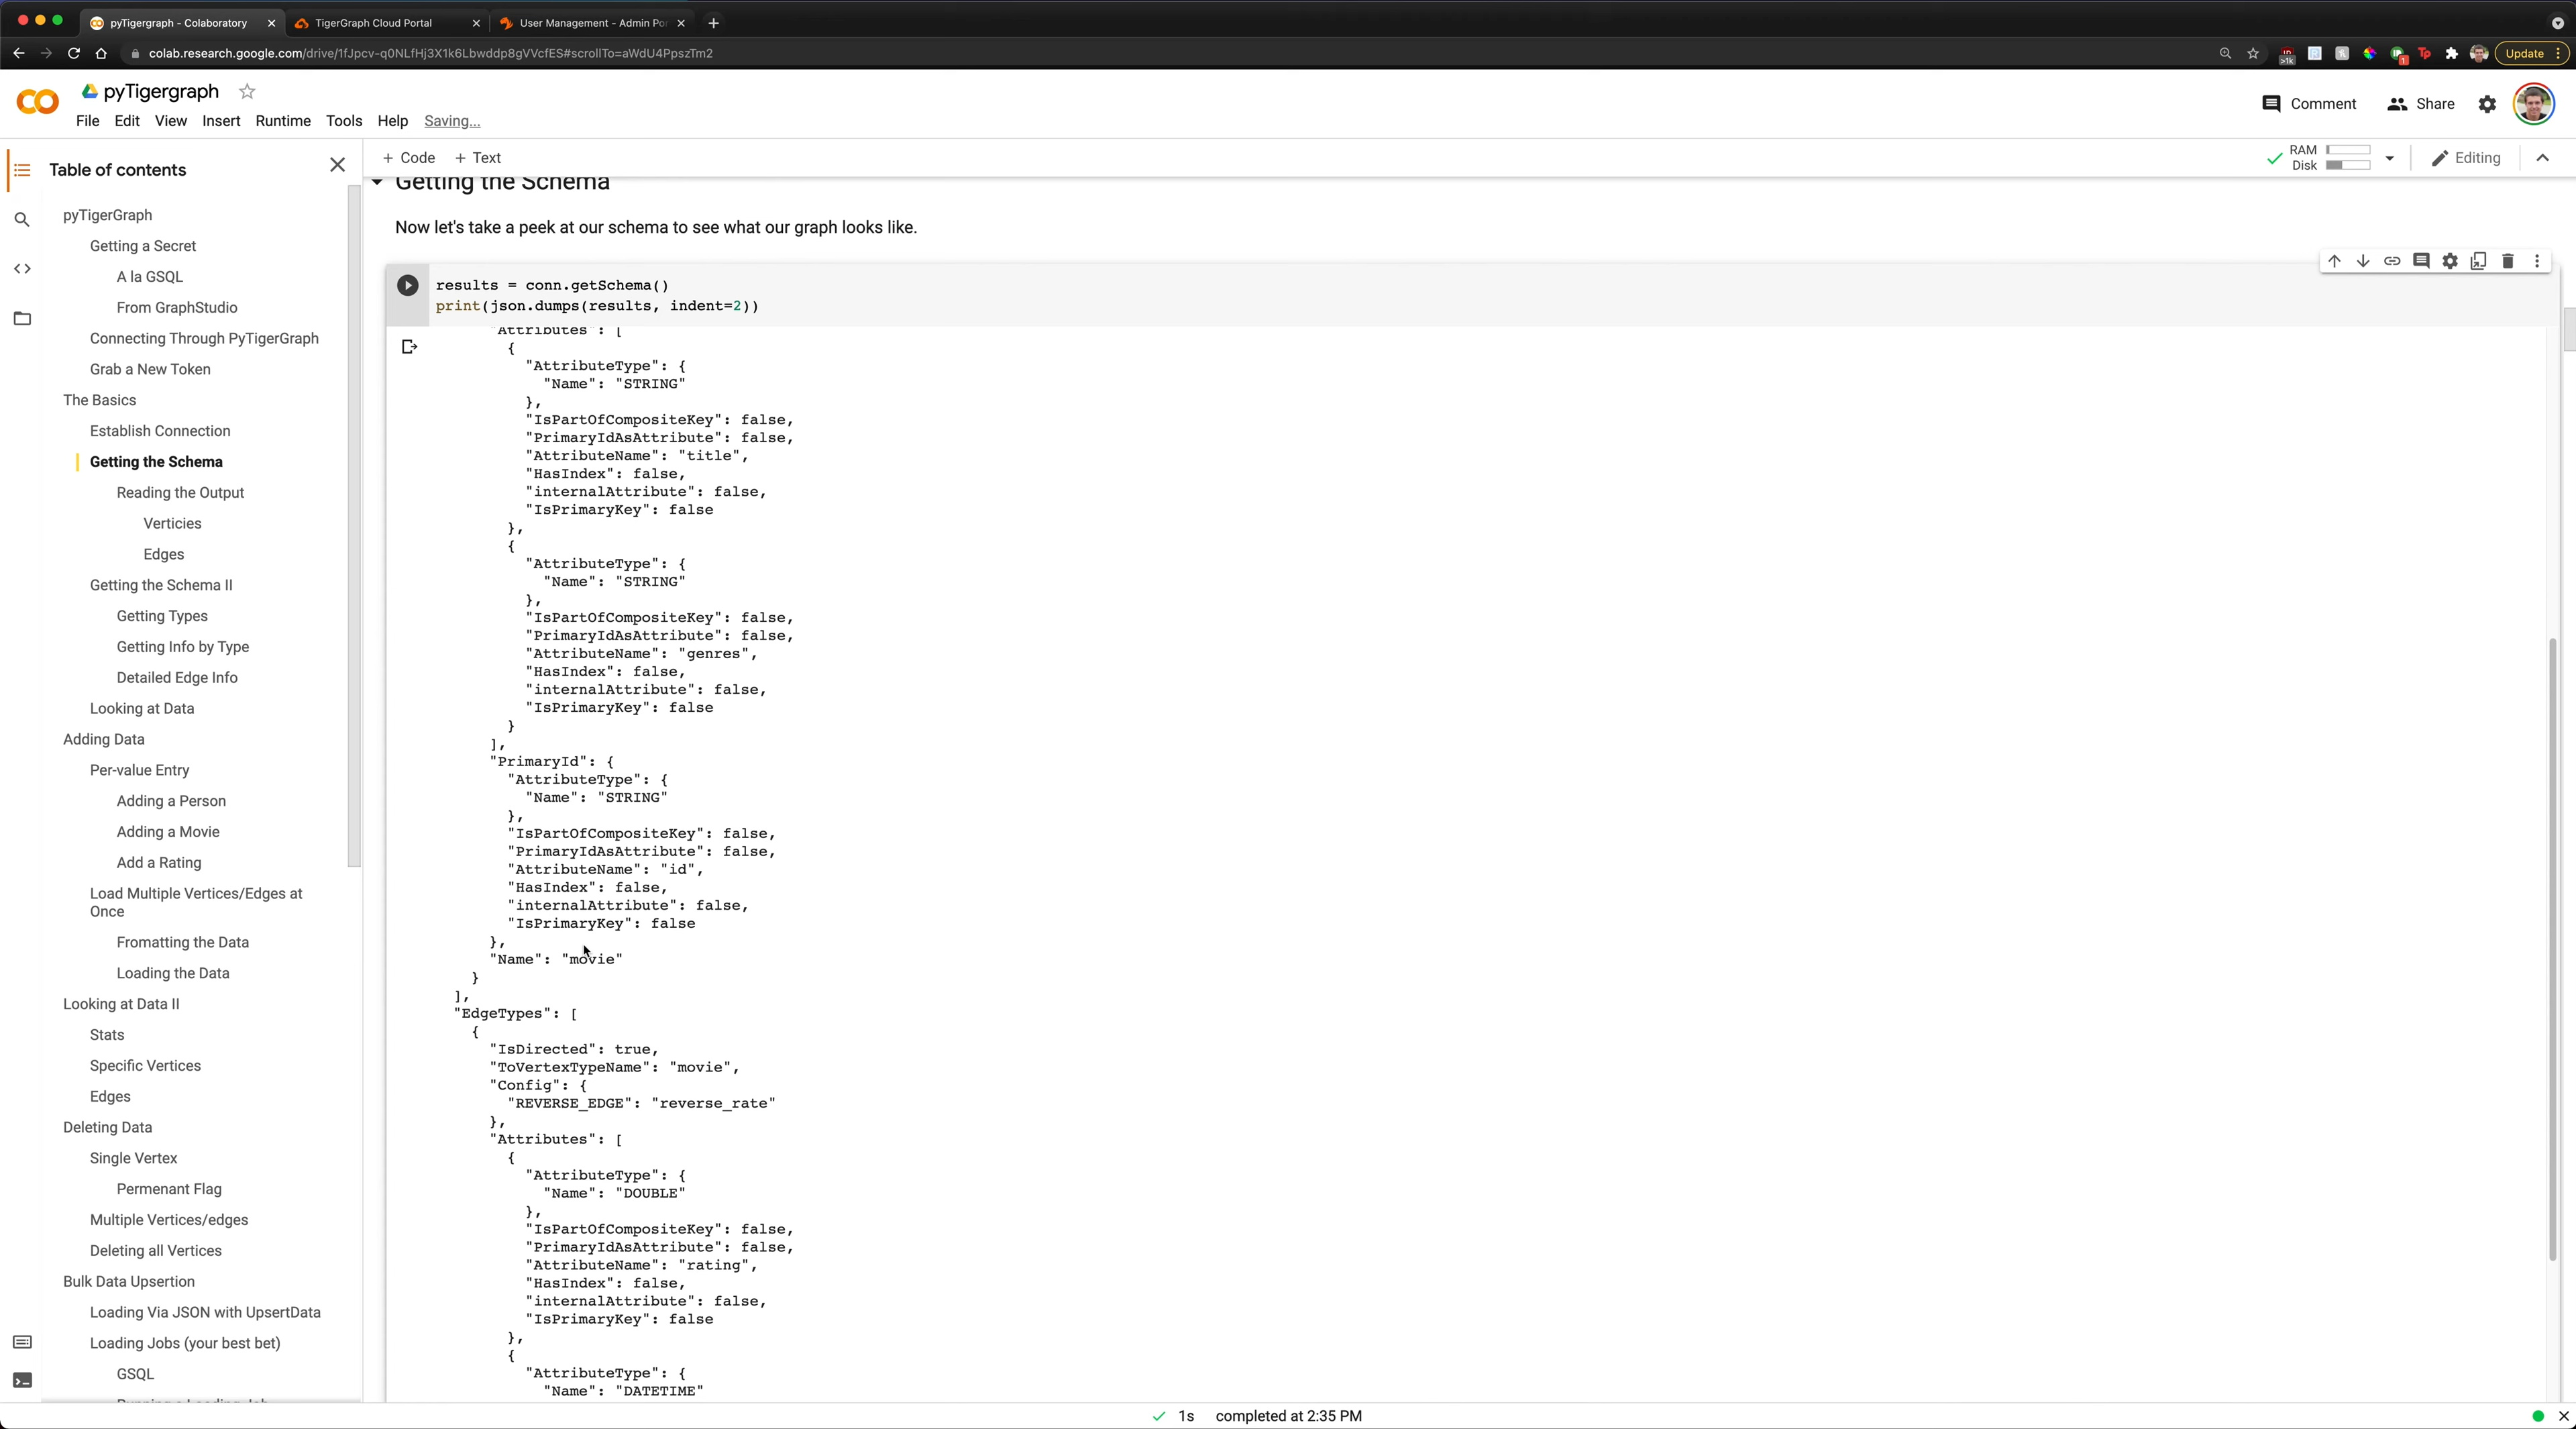 pyTigergraph - Colaboratory
TigerGraph Cloud Portal
User Management - Admin Por
colab.research.google.com/drive/1fJpcv-q0NLfHj3X1k6Lbwddp8gVVcfES#scrollTo=aWdU4PpszTm2
>1k
1
Tp
Update
pyTigergraph
File Edit View Insert Runtime Tools Help Saving...
Comment
Share
Table of contents
+ Code + Text
RAM
Disk
Editing
pyTigerGraph
Getting a Secret
A la GSQL
From GraphStudio
Connecting Through PyTigerGraph
Grab a New Token
The Basics
Establish Connection
Getting the Schema
Reading the Output
Verticies
Edges
Getting the Schema II
Getting Types
Getting Info by Type
Detailed Edge Info
Looking at Data
Adding Data
Per-value Entry
Adding a Person
Adding a Movie
Add a Rating
Load Multiple Vertices/Edges at
Once
Fromatting the Data
Loading the Data
Looking at Data II
Stats
Specific Vertices
Edges
Deleting Data
Single Vertex
Permenant Flag
Multiple Vertices/edges
Deleting all Vertices
Bulk Data Upsertion
Loading Via JSON with UpsertData
Loading Jobs (your best bet)
GSQL
Getting the Schema
Now let's take a peek at our schema to see what our graph looks like.
results = conn.getSchema()
print(json.dumps(results, indent=2))
"Attributes": [
{
"AttributeType": {
"Name": "STRING"
},
"IsPartOfCompositeKey": false,
"PrimaryIdAsAttribute": false,
"AttributeName": "title",
"HasIndex": false,
"internalAttribute": false,
"IsPrimaryKey": false
},
{
"AttributeType": {
"Name": "STRING"
},
"IsPartOfCompositeKey": false,
"PrimaryIdAsAttribute": false,
"AttributeName": "genres",
"HasIndex": false,
"internalAttribute": false,
"IsPrimaryKey": false
}
],
"PrimaryId": {
"AttributeType": {
"Name": "STRING"
},
"IsPartOfCompositeKey": false,
"PrimaryIdAsAttribute": false,
"AttributeName": "id",
"HasIndex": false,
"internalAttribute": false,
"IsPrimaryKey": false
},
"Name": "movie"
}
],
"EdgeTypes": [
{
"IsDirected": true,
"ToVertexTypeName": "movie",
"Config": {
"REVERSE_EDGE": "reverse_rate"
},
"Attributes": [
{
"AttributeType": {
"Name": "DOUBLE"
},
"IsPartOfCompositeKey": false,
"PrimaryIdAsAttribute": false,
"AttributeName": "rating",
"HasIndex": false,
"internalAttribute": false,
"IsPrimaryKey": false
},
{
"AttributeType": {
"Name": "DATETIME"
1s completed at 2:35 PM